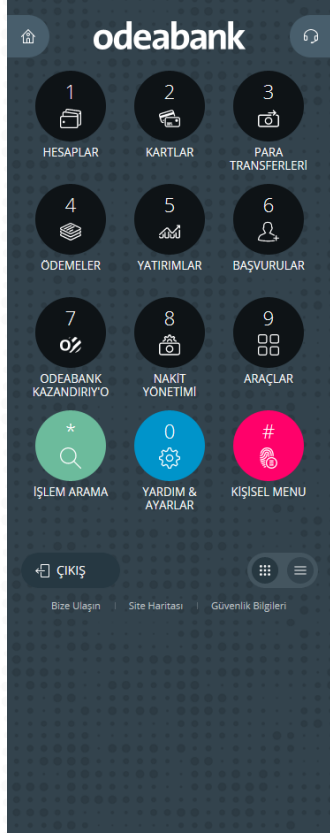 odeabank
1
2
3
HESAPLAR
KARTLAR
PARA
TRANSFERLERİ
4
5
6
ÖDEMELER
YATIRIMLAR
BAŞVURULAR
7
8
9
ODEABANK
KAZANDIRIY'O
NAKİT
YÖNETİMİ
ARAÇLAR
*
0
#
İŞLEM ARAMA
YARDIM &
AYARLAR
KİŞİSEL MENU
ÇIKIŞ
Bize Ulaşın | Site Haritası | Güvenlik Bilgileri